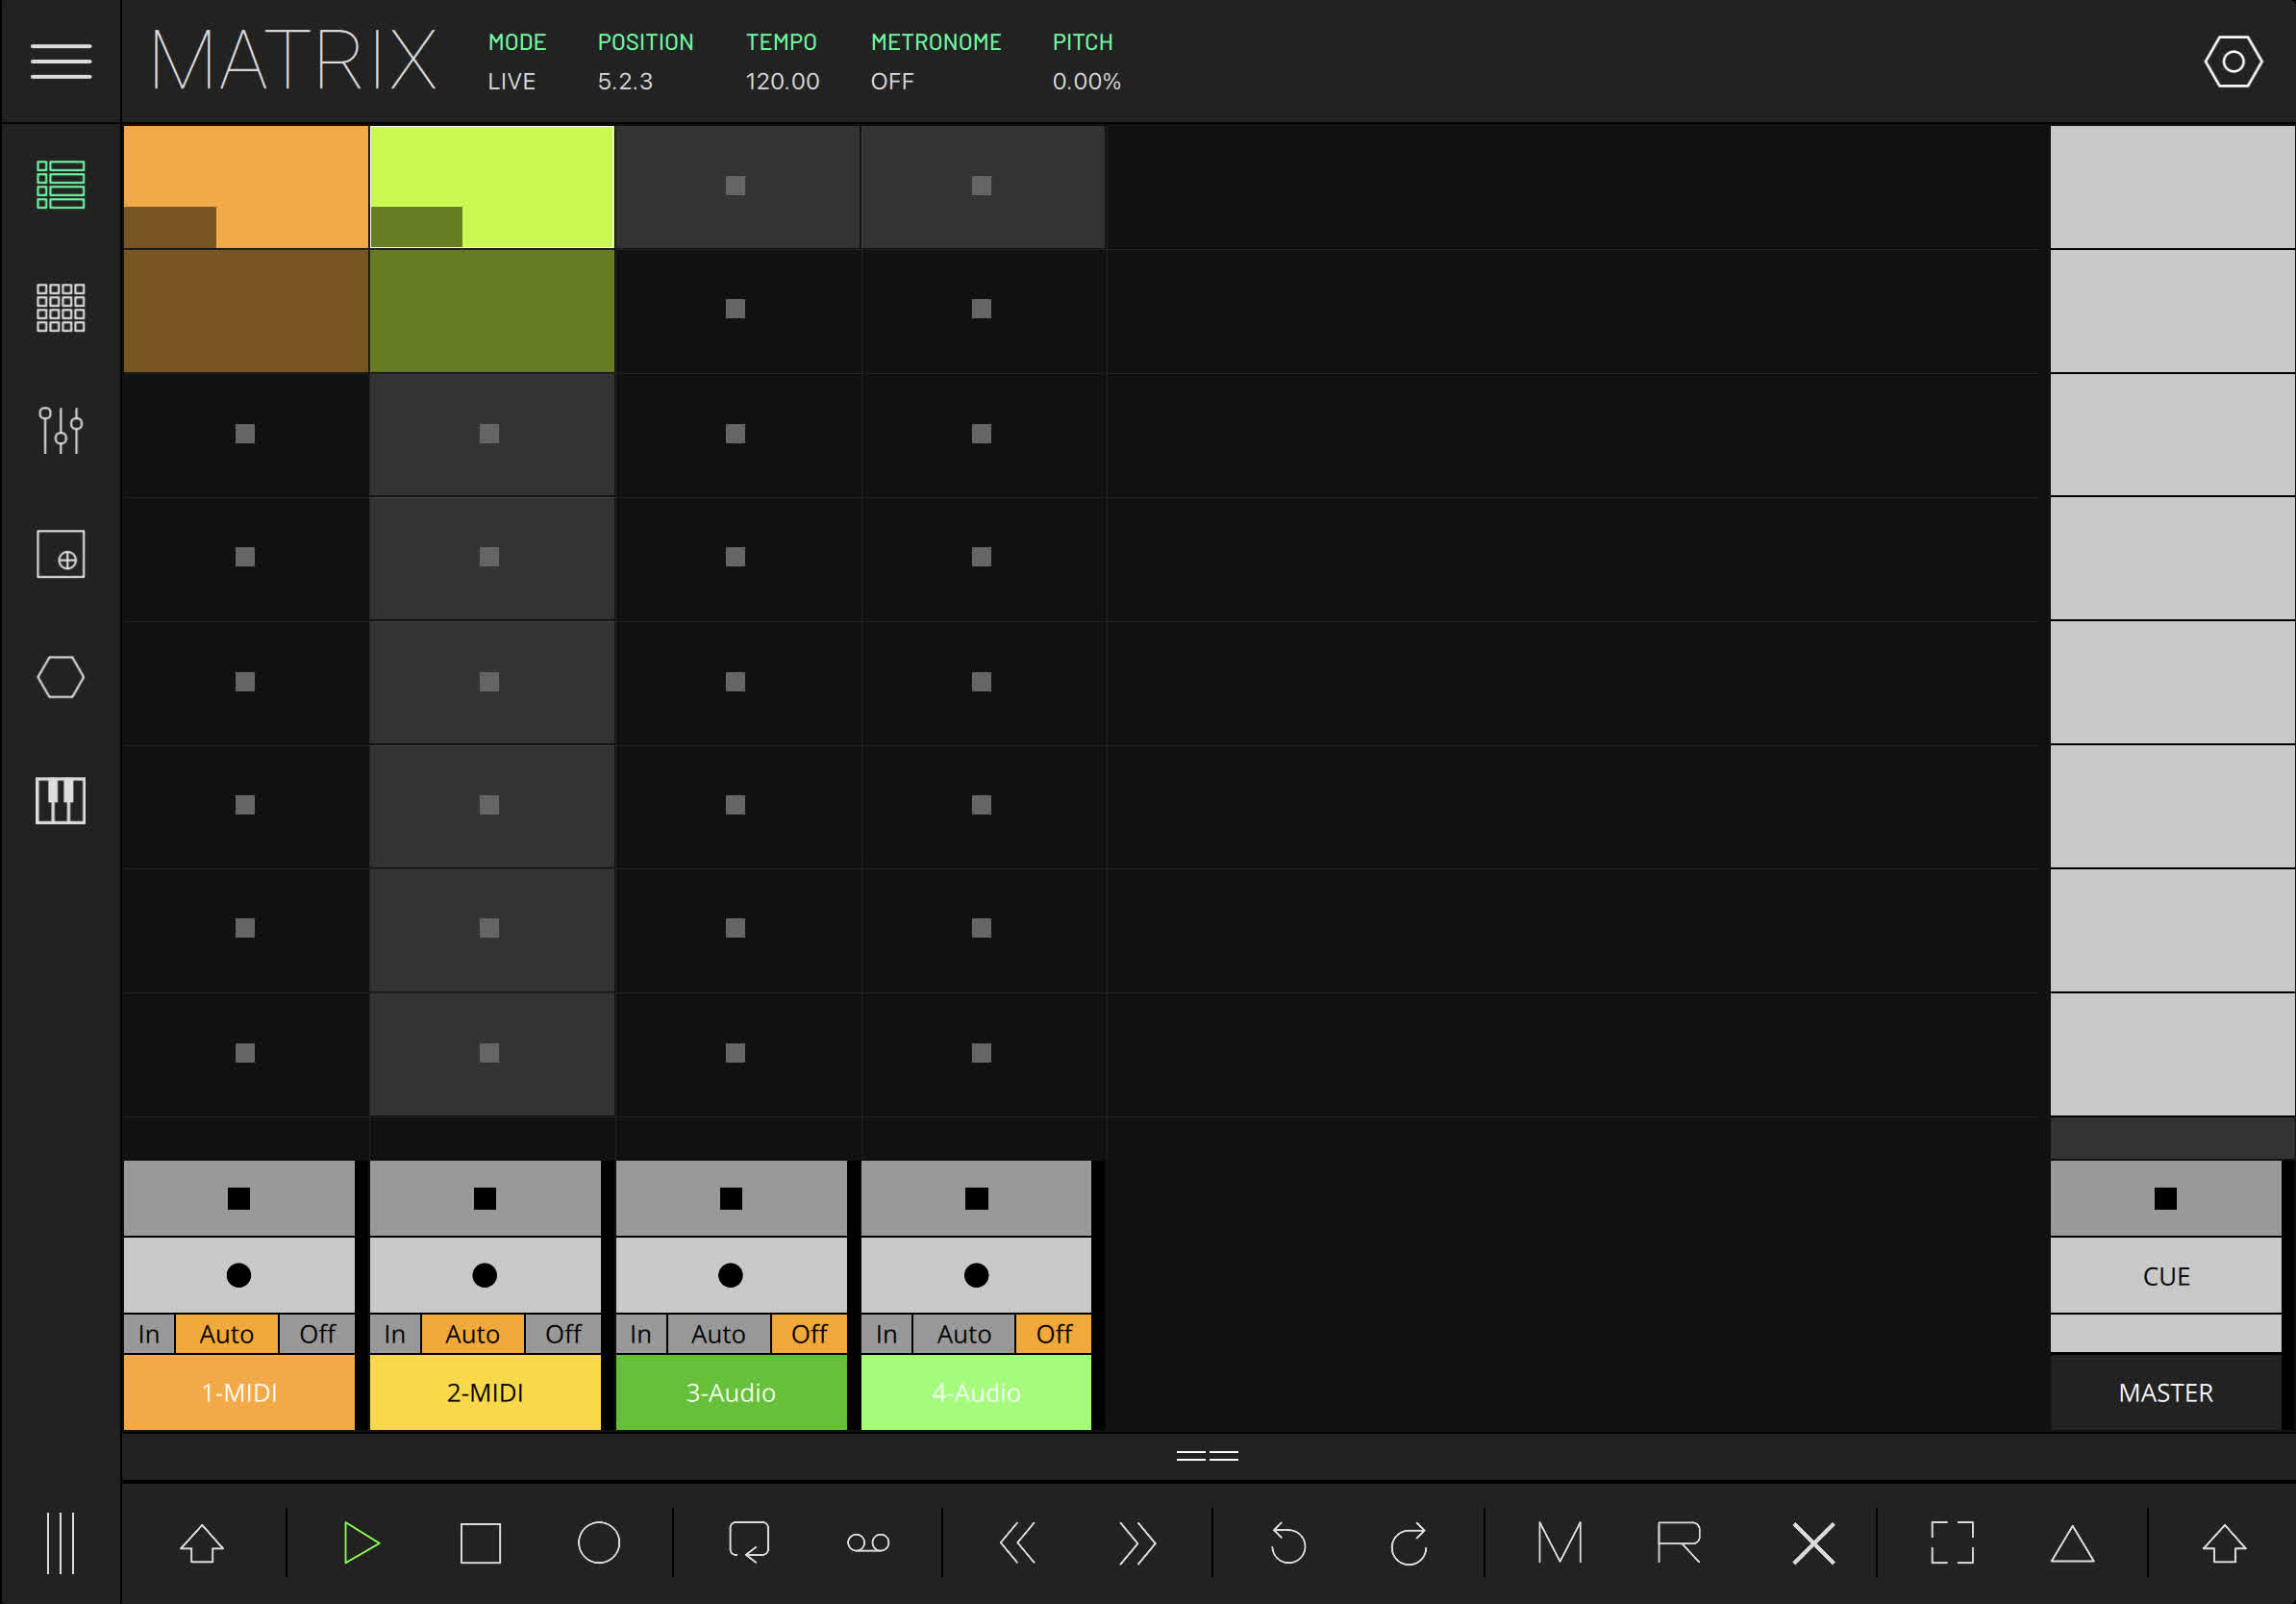 MATRIX
MODE POSITION TEMPO METRONOME PITCH
LIVE 5.2.3 120.00 OFF 0.00%
CUE
In Auto Off In Auto Off In Auto Off In Auto Off
1-MIDI 2-MIDI 3-Audio 4-Audio MASTER
M R